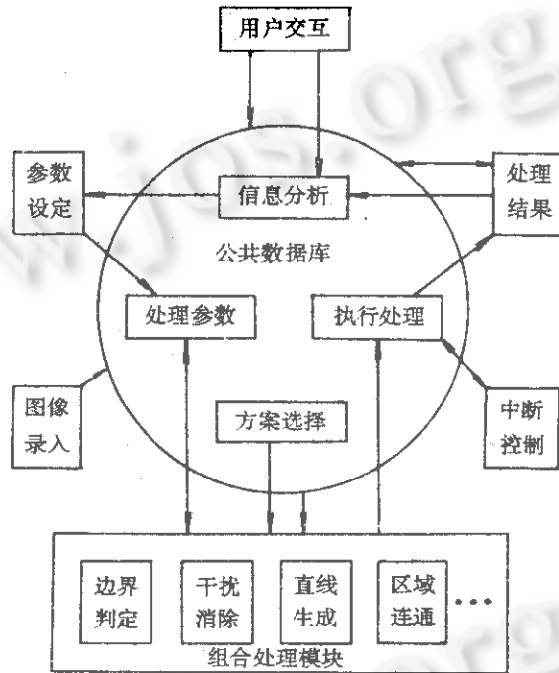 用户交互
w.jos.org
参数
设定
信息分析
处理
结果
公共数据库
处理参数
执行处理
图像
录入
方案选择
中断
控制
边界
判定
干扰
消除
直线
生成
区域
连通
•••
组合处理模块